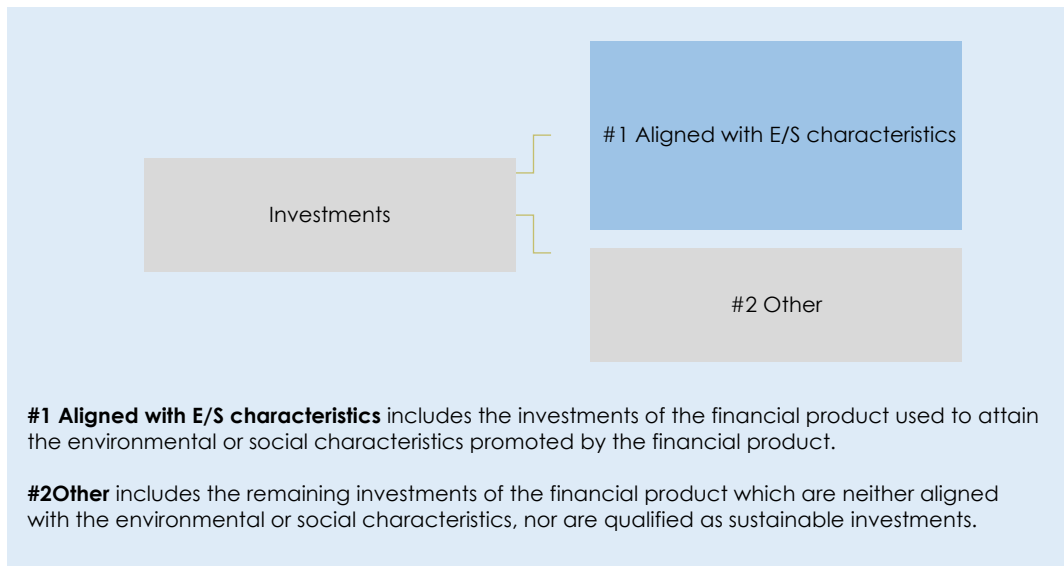 #1 Aligned with E/S characteristics
Investments
#2 Other
#1 Aligned with E/S characteristics includes the investments of the financial product used to attain
the environmental or social characteristics promoted by the financial product.
#2Other includes the remaining investments of the financial product which are neither aligned
with the environmental or social characteristics, nor are qualified as sustainable investments.